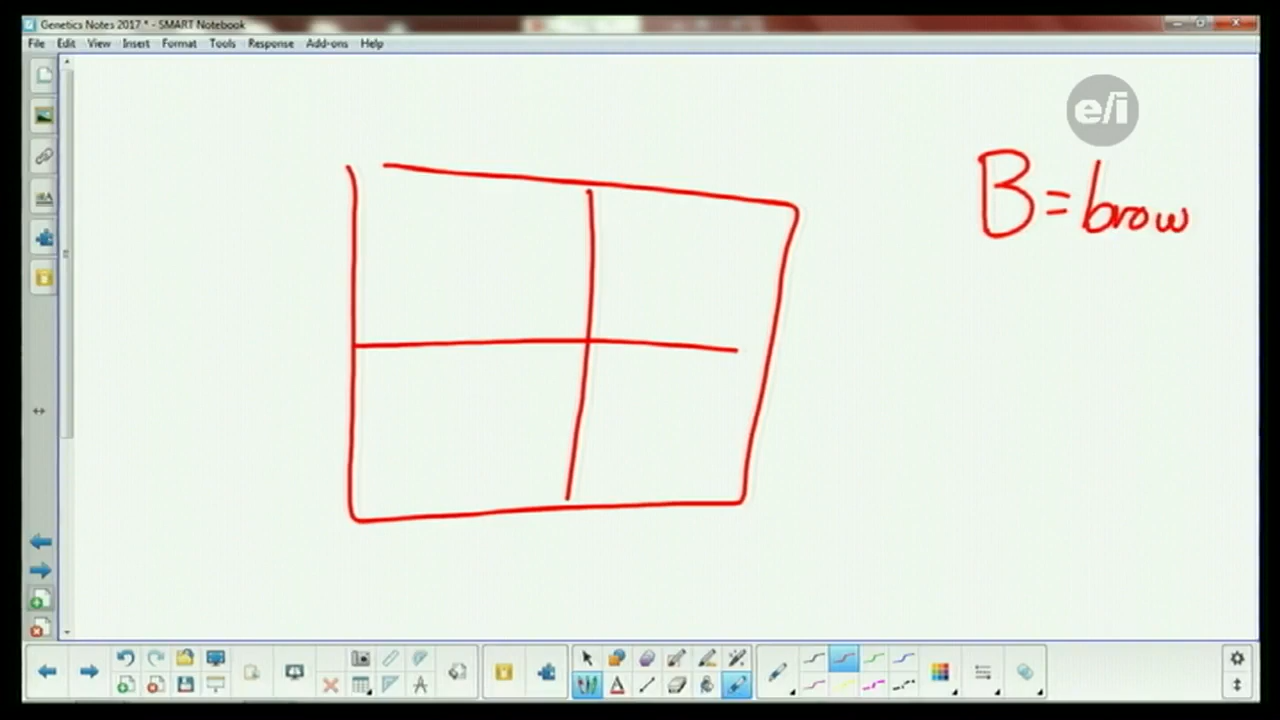 Genetics Notes 2017 * - SMART Notebook
File Edit View Insert Format Tools Response Add-ons Help
e/i
B = brow